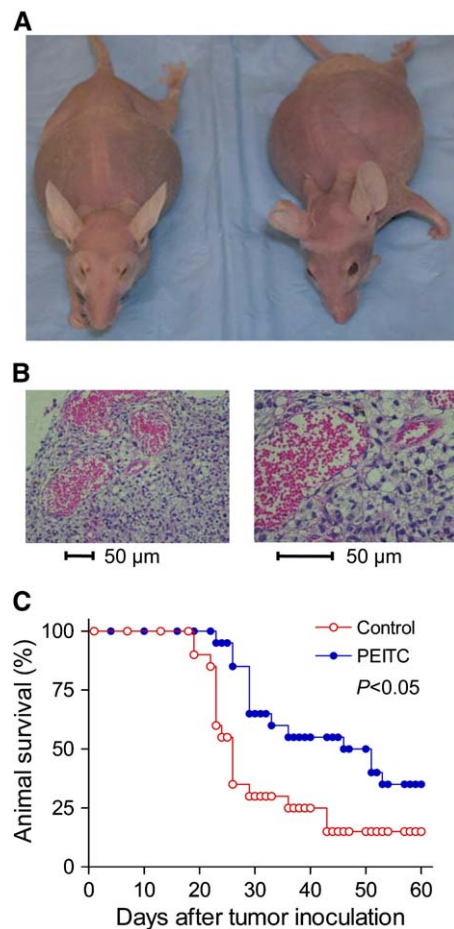 A
B
50 µm
50 µm
C
Animal survival (%)
100
75
50
25
0
Control
PEITC
P<0.05
0 10 20 30 40 50 60
Days after tumor inoculation